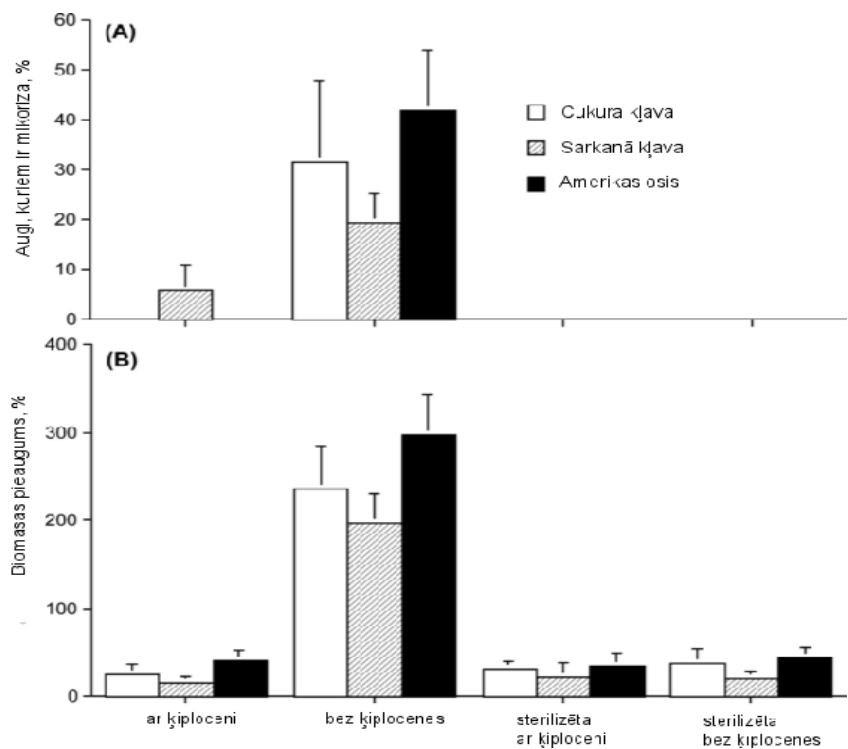 (A)
Augi, kuriem ir mikoriza, %
60
50
40
30
20
10
0
Cukura kļava
Sarkanā kļava
Amerikas osis
(B)
Biomasas pieaugums, %
400
300
200
100
0
ar ķiploceni
bez ķiplocenes
sterilizēta
ar ķiploceni
sterilizēta
bez ķiplocenes